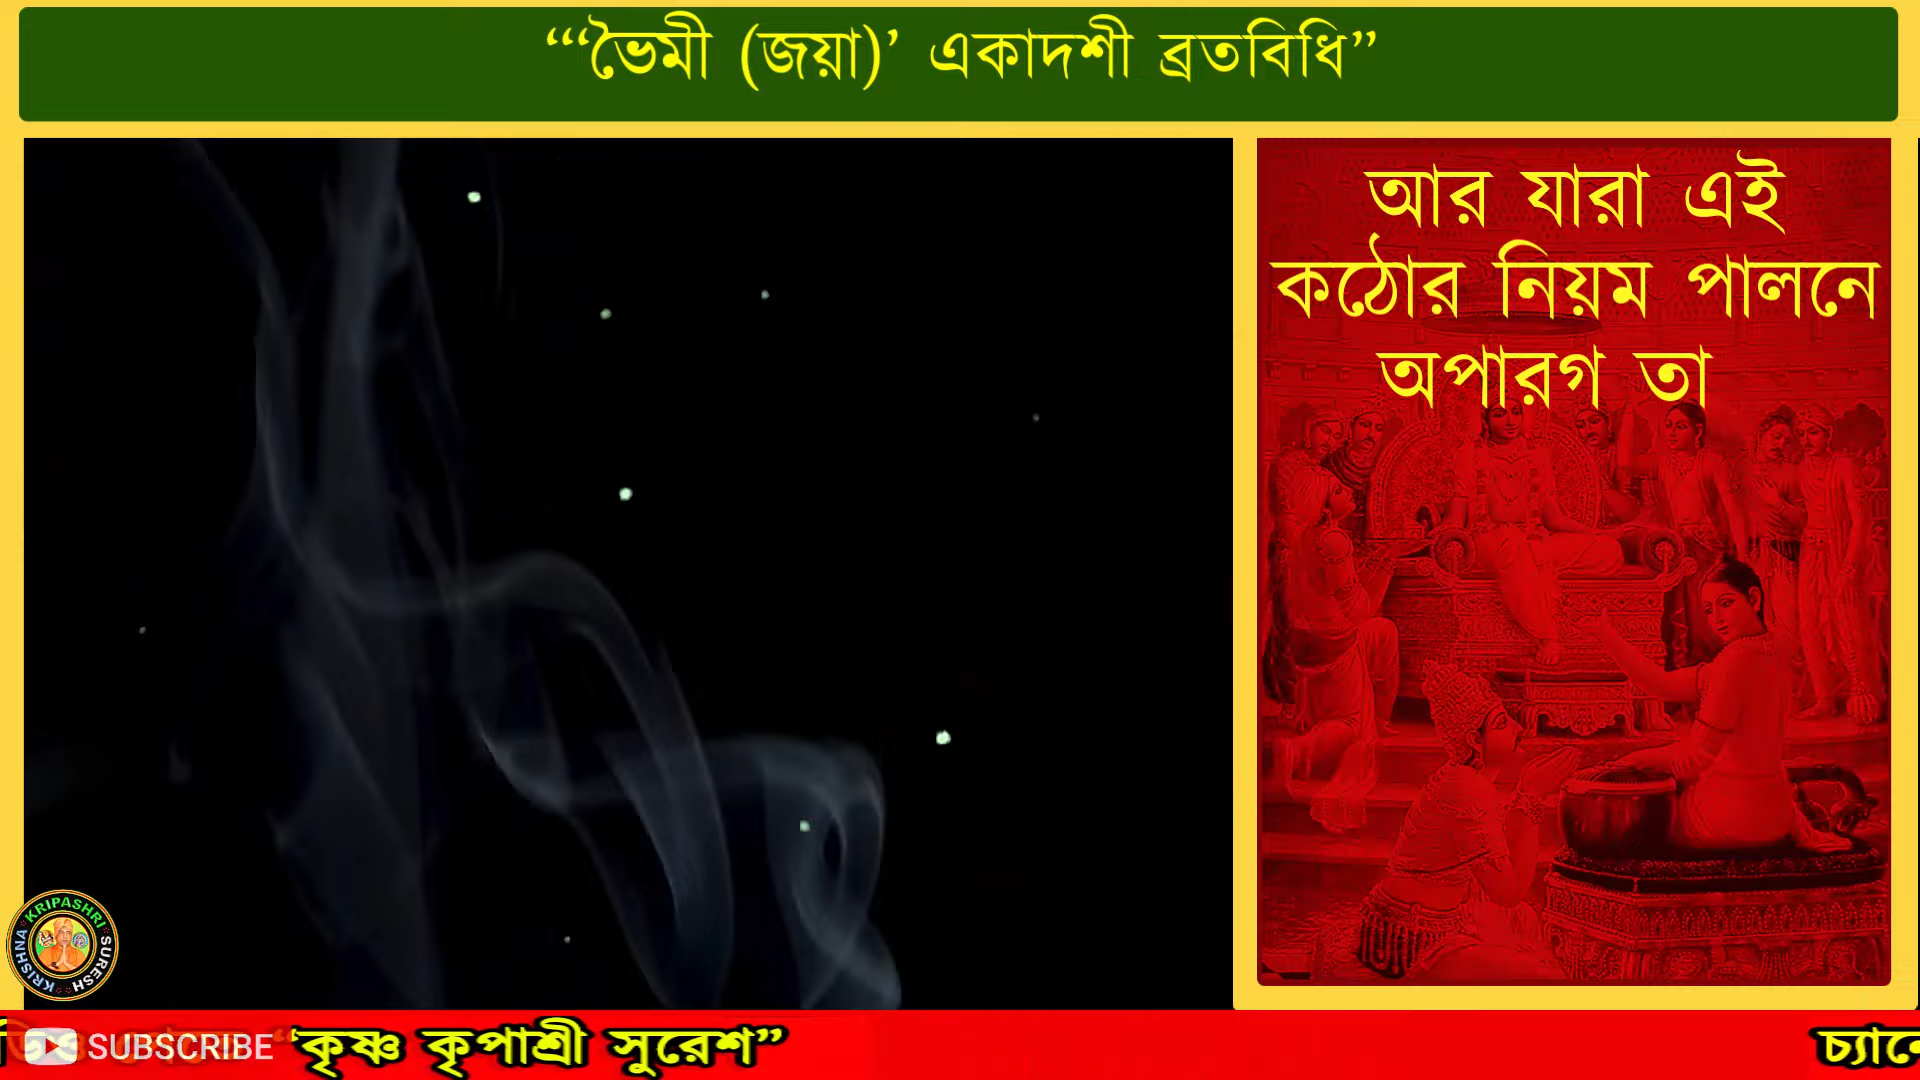 “‘ভৈমী (জয়া)’ একাদশী ব্রতবিধি”
আর যারা এই
কঠোর নিয়ম পালনে
অপারগ তা
KRISHNA KRIPASHRI SURESH
SUBSCRIBE
“কৃষ্ণ কৃপাশ্রী সুরেশ”